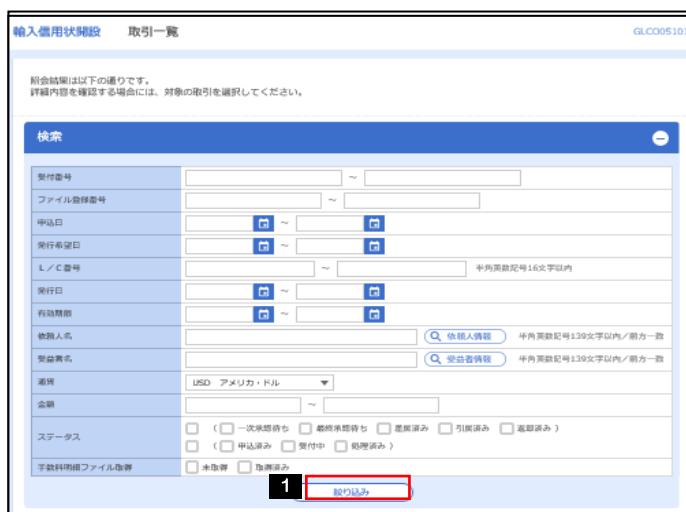 輸入信用状開設 取引一覧 GLCO05101
照会結果は以下の通りです。
詳細内容を確認する場合には、対象の取引を選択してください。
検索
受付番号 ～
ファイル登録番号 ～
申込日 ～
発行希望日 ～
L/C番号 ～ 半角英数記号16文字以内
発行日 ～
有効期限 ～
依頼人名 依頼人情報 半角英数記号139文字以内/前方一致
受益者名 受益者情報 半角英数記号139文字以内/前方一致
通貨 USD アメリカ・ドル
金額 ～
ステータス
( 一次承認待ち 最終承認待ち 差戻済み 引戻済み 返却済み )
( 申込済み 受付中 処理済み )
手数料明細ファイル取得 未取得 取得済み
1 絞り込み